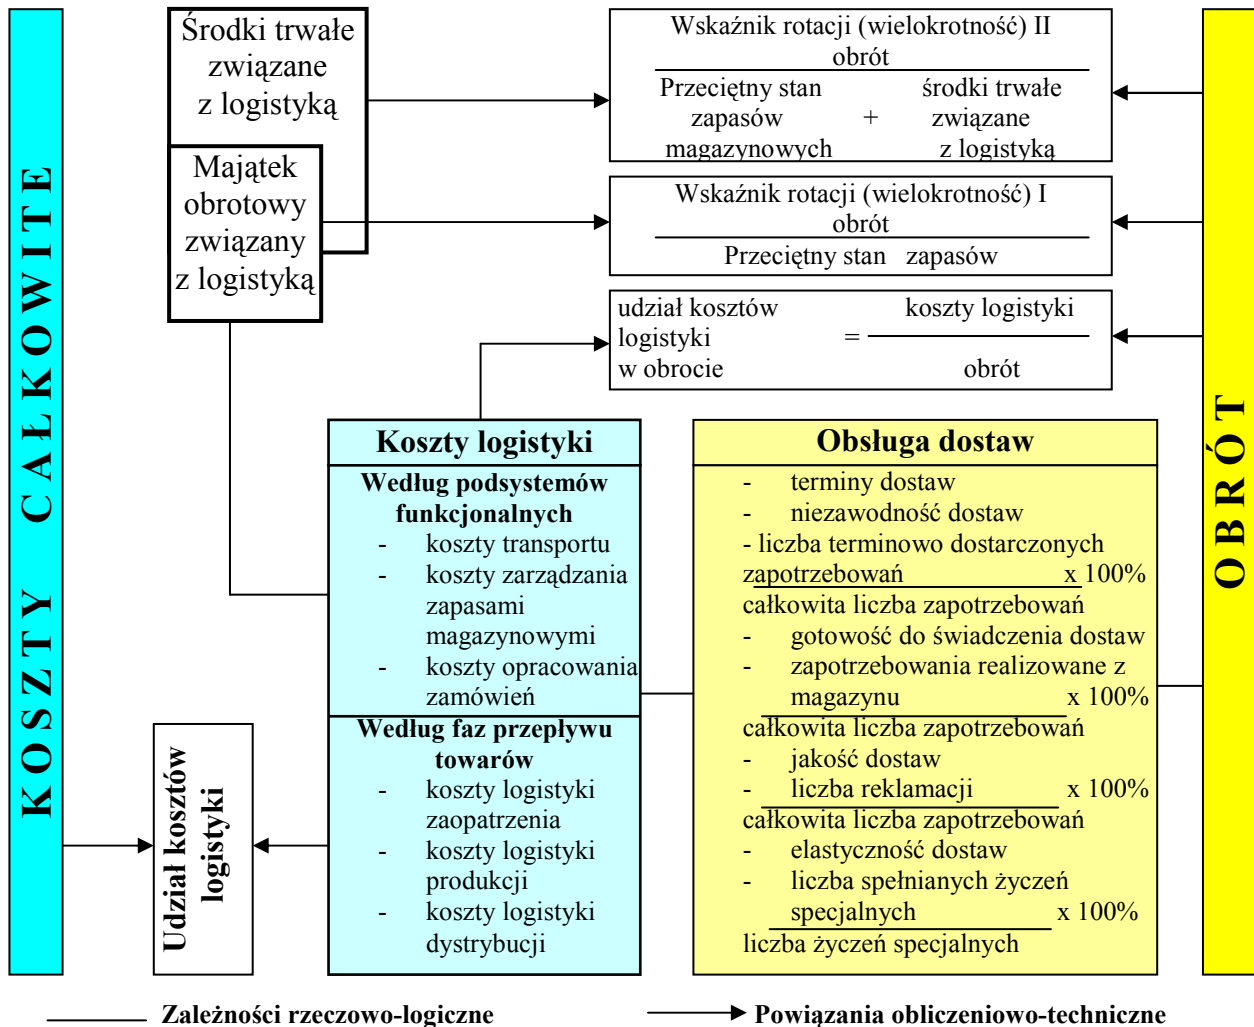 KOSZTY CAŁKOWITE
Środki trwałe
związane
z logistyką
Majątek
obrotowy
związany
z logistyką
Wskaźnik rotacji (wielokrotność) II
obrót
Przeciętny stan środki trwałe
zapasów + związane
magazynowych z logistyką
Wskaźnik rotacji (wielokrotność) I
obrót
Przeciętny stan zapasów
udział kosztów koszty logistyki
logistyki =
w obrocie obrót
Koszty logistyki
Według podsystemów
funkcjonalnych
- koszty transportu
- koszty zarządzania
zapasami
magazynowymi
- koszty opracowania
zamówień
Według faz przepływu
towarów
- koszty logistyki
zaopatrzenia
- koszty logistyki
produkcji
- koszty logistyki
dystrybucji
Obsługa dostaw
- terminy dostaw
- niezawodność dostaw
- liczba terminowo dostarczonych
zapotrzebowań x 100%
całkowita liczba zapotrzebowań
- gotowość do świadczenia dostaw
- zapotrzebowania realizowane z
magazynu x 100%
całkowita liczba zapotrzebowań
- jakość dostaw
- liczba reklamacji x 100%
całkowita liczba zapotrzebowań
- elastyczność dostaw
- liczba spełnianych życzeń
specjalnych x 100%
liczba życzeń specjalnych
OBRÓT
Udział kosztów
logistyki
Zależności rzeczowo-logiczne
Powiązania obliczeniowo-techniczne